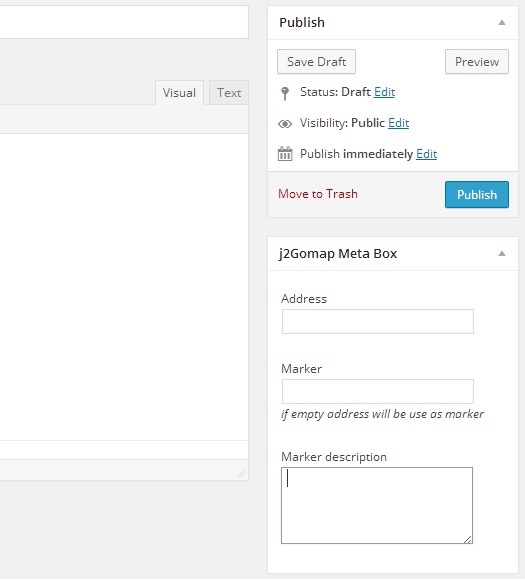 Publish
Save Draft Preview
Visual Text
Status: Draft Edit
Visibility: Public Edit
Publish immediately Edit
Move to Trash Publish
j2Gomap Meta Box
Address
Marker
if empty address will be use as marker
Marker description